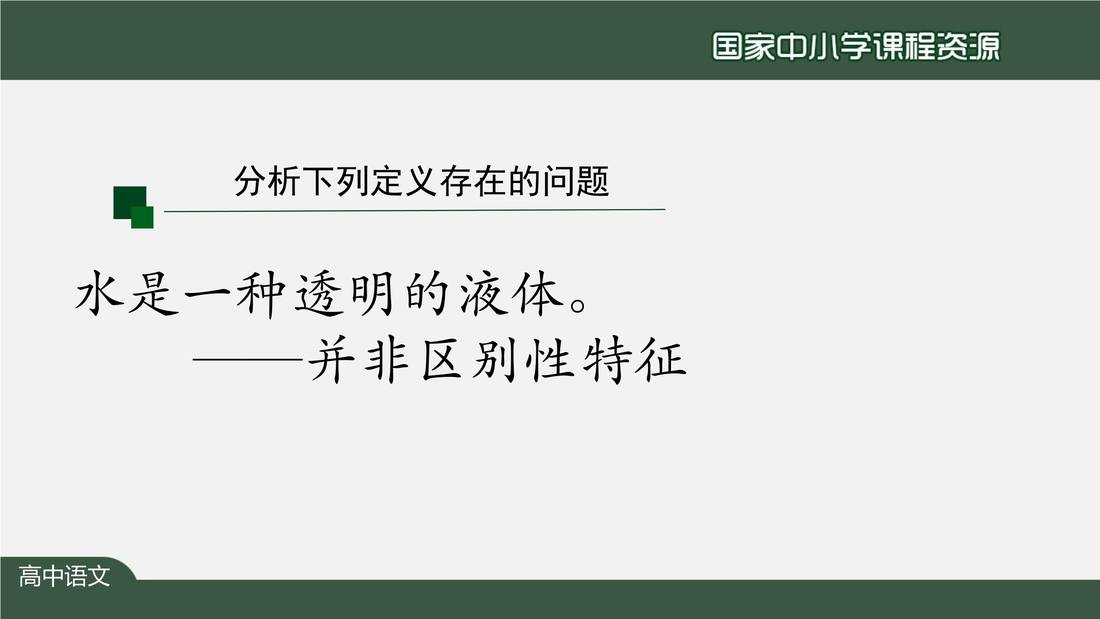 国家中小学课程资源
分析下列定义存在的问题
水是一种透明的液体。
——并非区别性特征
高中语文